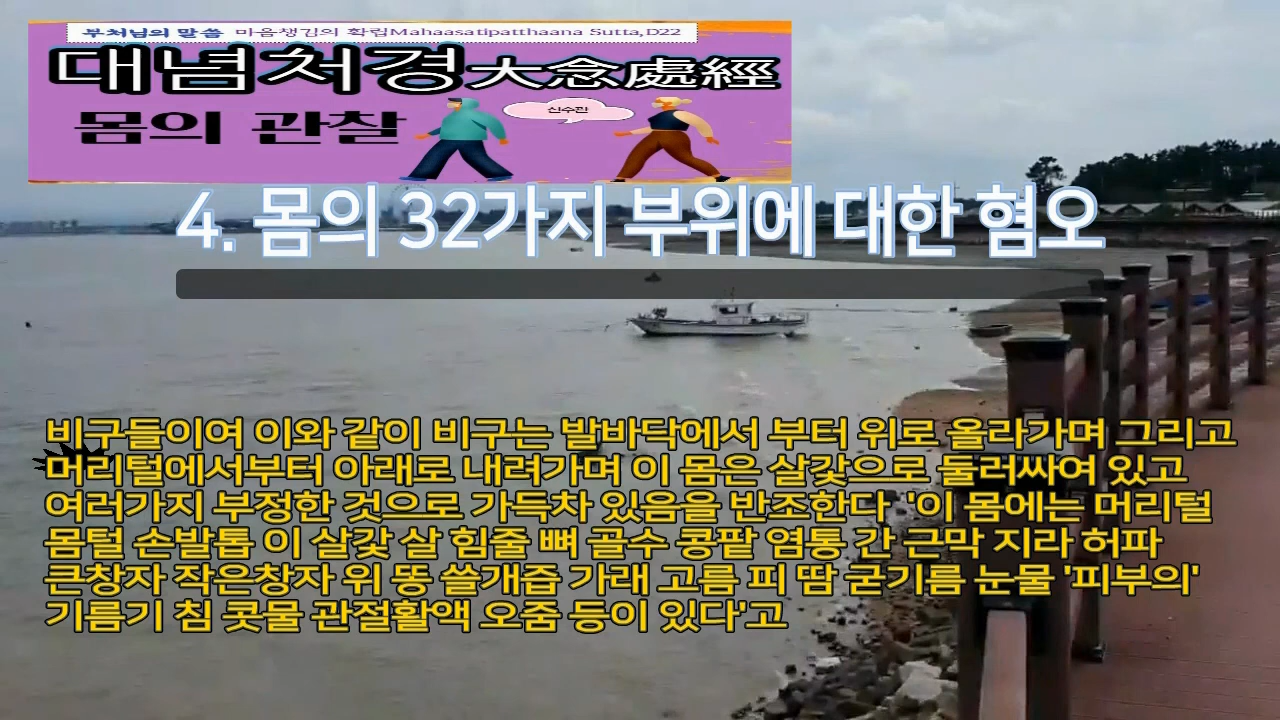 부처님의 말씀 마음챙김의 확립Mahaasatipatthaana Sutta,D22
대념처경大念處經
몸의 관찰
신수관
4. 몸의 32가지 부위에 대한 혐오
비구들이여 이와 같이 비구는 발바닥에서 부터 위로 올라가며 그리고
머리털에서부터 아래로 내려가며 이 몸은 살갗으로 둘러싸여 있고
여러가지 부정한 것으로 가득차 있음을 반조한다 '이 몸에는 머리털
몸털 손발톱 이 살갗 살 힘줄 뼈 골수 콩팥 염통 간 근막 지라 허파
큰창자 작은창자 위 똥 쓸개즙 가래 고름 피 땀 굳기름 눈물 '피부의'
기름기 침 콧물 관절활액 오줌 등이 있다'고